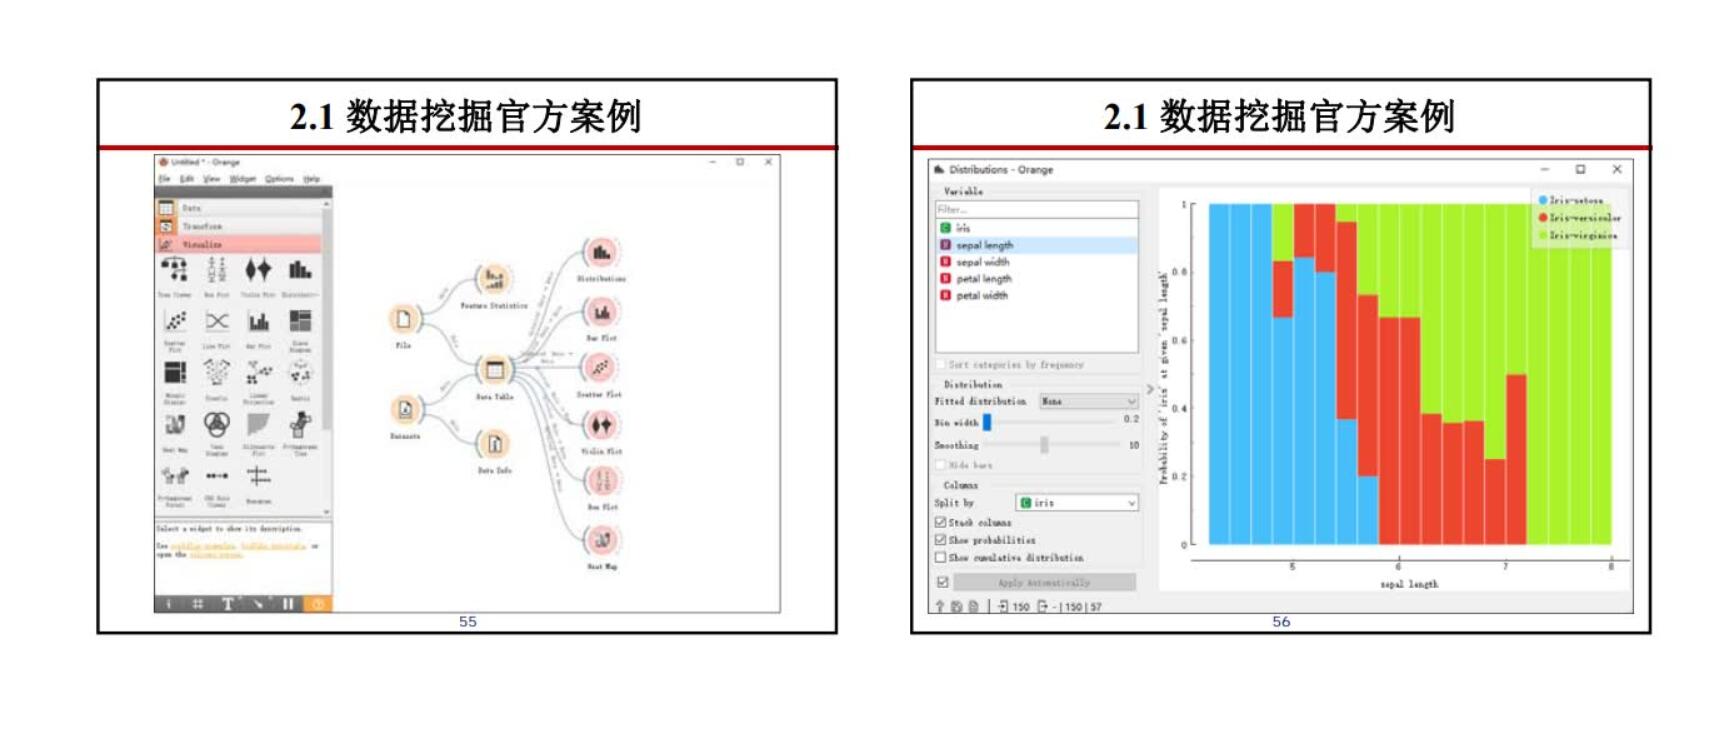 2.1 数据挖掘官方案例
Untitled * - Orange
File Edit View Widget Options Help
Data
Transform
Visualize
Tree Viewer Box Plot Violin Plot
Scatter Plot Line Plot Bar Plot Sieve Diagram
Mosaic Display FreeViz Linear Projection Radviz
Heat Map Venn Diagram Silhouette Plot Pythagorean Tree
Pythagorean Forest CN2 Rule Viewer Nomogram
Select a widget to show its description.
See workflow examples, YouTube tutorials, or
open the welcome screen.
File
Datasets
Feature Statistics
Data Table
Data Info
Distributions
Bar Plot
Scatter Plot
Violin Plot
Box Plot
Heat Map
55
2.1 数据挖掘官方案例
Distributions - Orange
Variable
Filter...
C iris
N sepal length
N sepal width
N petal length
N petal width
Sort categories by frequency
Distribution
Fitted distribution None
Bin width 0.2
Smoothing 10
Hide bars
Columns
Split by C iris
Stack columns
Show probabilities
Show cumulative distribution
Apply Automatically
150 - | 150 | 57
Probability of 'iris' at given 'sepal length'
1
0.8
0.6
0.4
0.2
0
5 6 7 8
sepal length
Iris-setosa
Iris-versicolor
Iris-virginica
56